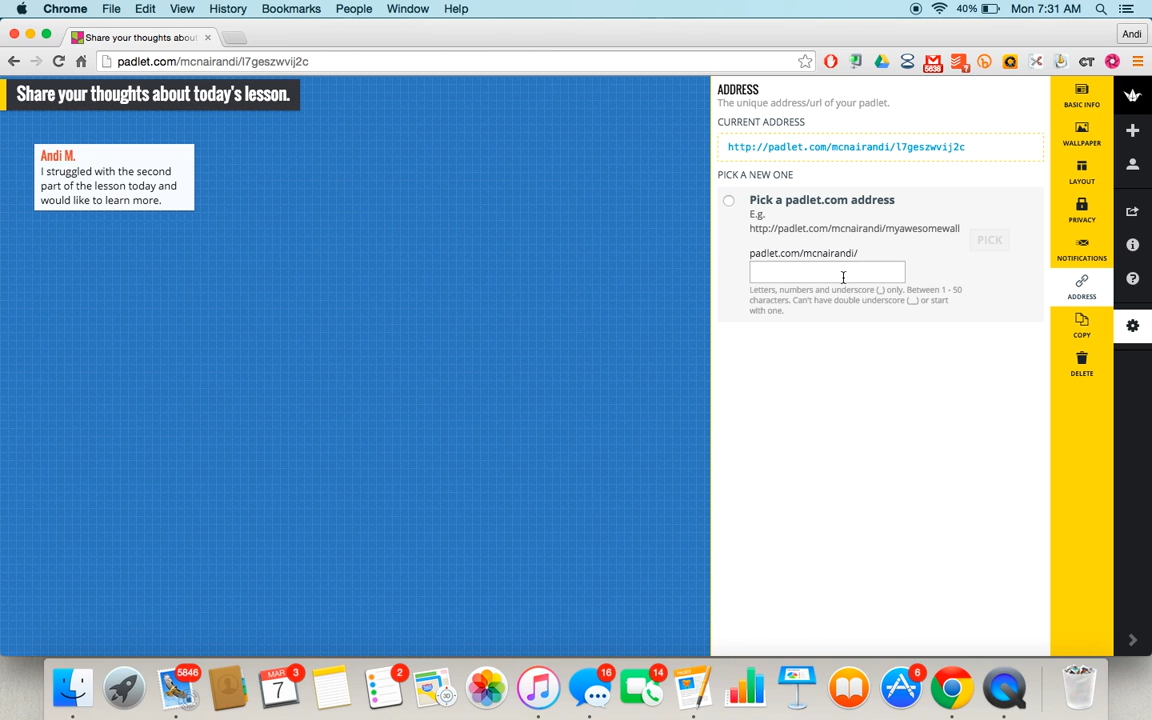 Chrome File Edit View History Bookmarks People Window Help 40% Mon 7:31 AM
Share your thoughts about × Andi
padlet.com/mcnairandi/l7geszwvij2c 5638 7 CT
Share your thoughts about today's lesson.
Andi M.
I struggled with the second
part of the lesson today and
would like to learn more.
ADDRESS
The unique address/url of your padlet.
CURRENT ADDRESS
http://padlet.com/mcnairandi/l7geszwvij2c
PICK A NEW ONE
Pick a padlet.com address
E.g.
http://padlet.com/mcnairandi/myawesomewall
PICK
padlet.com/mcnairandi/
Letters, numbers and underscore (_) only. Between 1 - 50
characters. Can't have double underscore (__) or start
with one.
BASIC INFO
WALLPAPER
LAYOUT
PRIVACY
NOTIFICATIONS
ADDRESS
COPY
DELETE
5846 MAR 7 3 2 16 14 6